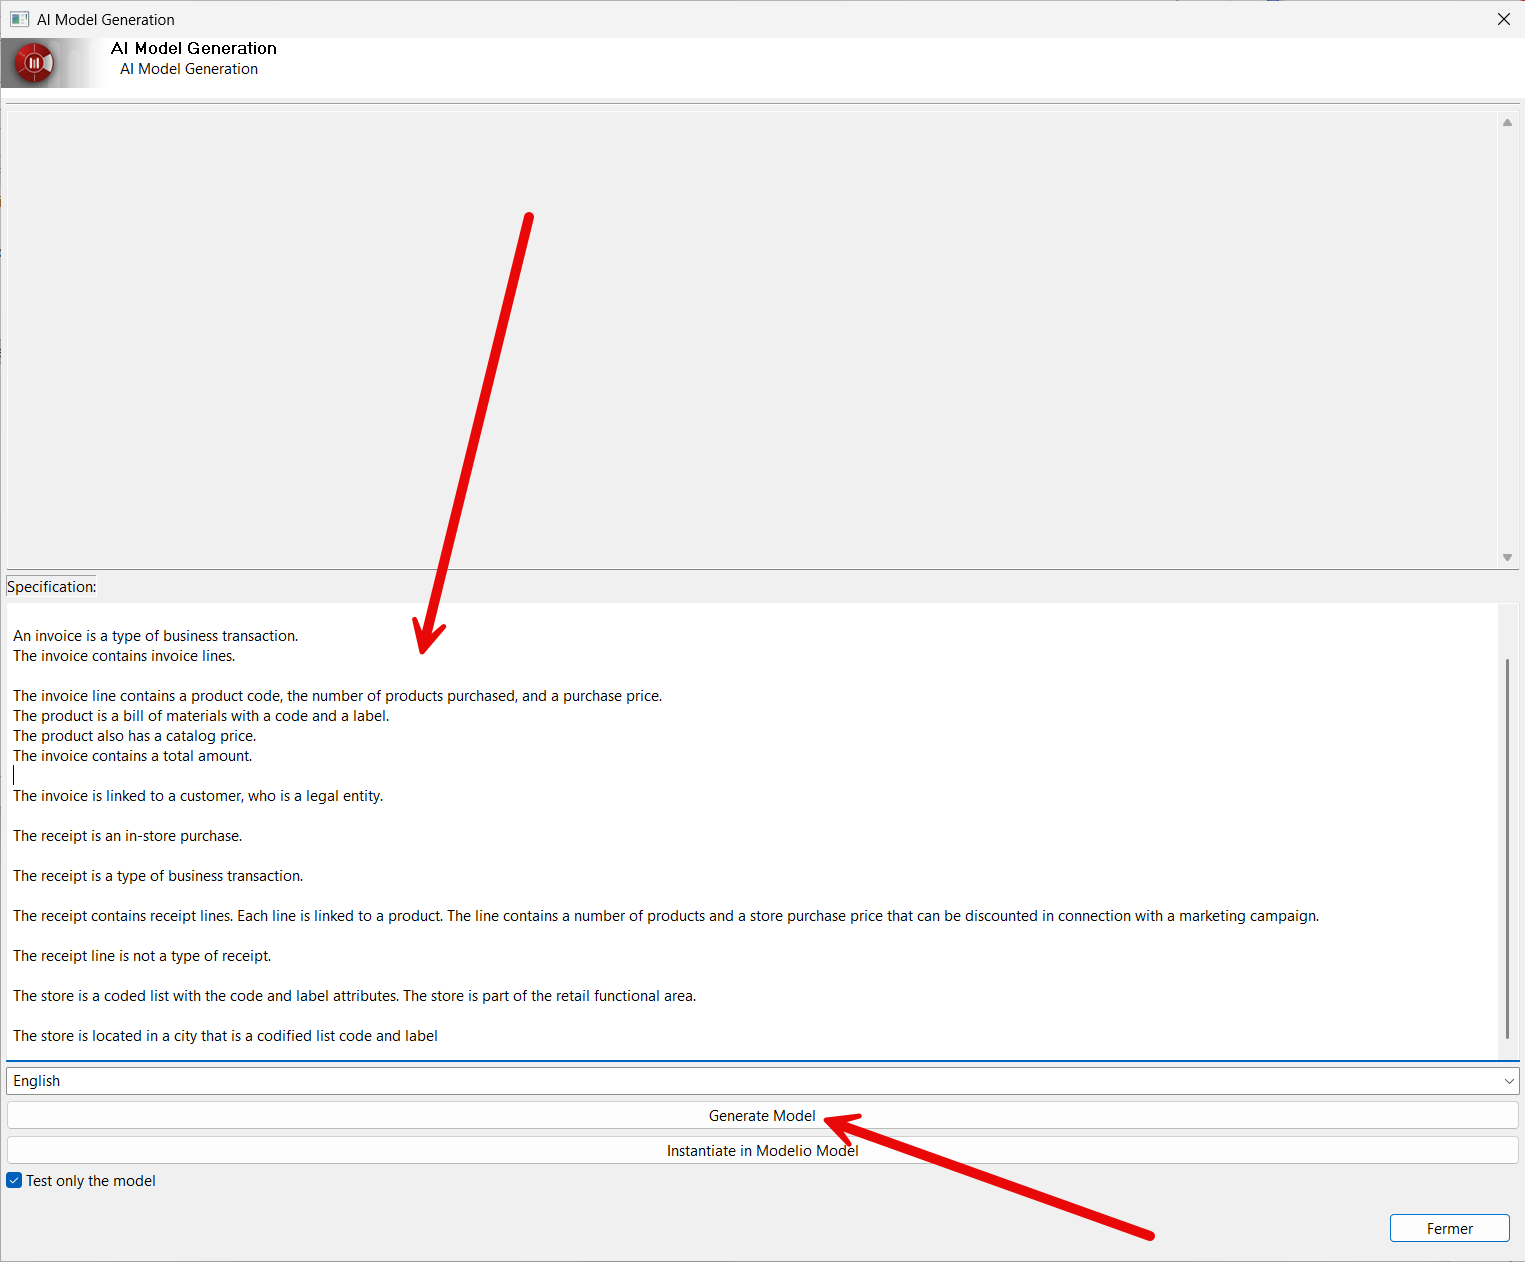 AI Model Generation
AI Model Generation
AI Model Generation
Specification:
An invoice is a type of business transaction.
The invoice contains invoice lines.
The invoice line contains a product code, the number of products purchased, and a purchase price.
The product is a bill of materials with a code and a label.
The product also has a catalog price.
The invoice contains a total amount.
The invoice is linked to a customer, who is a legal entity.
The receipt is an in-store purchase.
The receipt is a type of business transaction.
The receipt contains receipt lines. Each line is linked to a product. The line contains a number of products and a store purchase price that can be discounted in connection with a marketing campaign.
The receipt line is not a type of receipt.
The store is a coded list with the code and label attributes. The store is part of the retail functional area.
The store is located in a city that is a codified list code and label
English
Generate Model
Instantiate in Modelio Model
Test only the model
Fermer